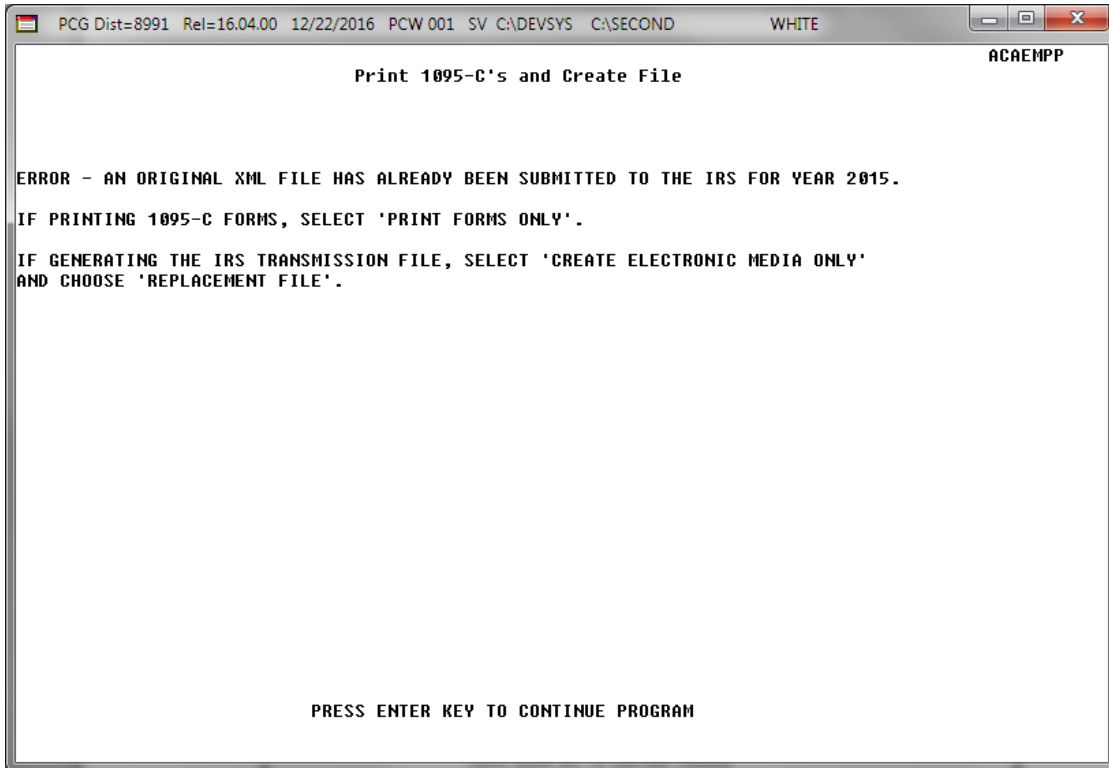 PCG Dist=8991 Rel=16.04.00 12/22/2016 PCW 001 SV C:\DEVSYS C:\SECOND WHITE
ACAEMPP
Print 1095-C's and Create File
ERROR - AN ORIGINAL XML FILE HAS ALREADY BEEN SUBMITTED TO THE IRS FOR YEAR 2015.
IF PRINTING 1095-C FORMS, SELECT 'PRINT FORMS ONLY'.
IF GENERATING THE IRS TRANSMISSION FILE, SELECT 'CREATE ELECTRONIC MEDIA ONLY'
AND CHOOSE 'REPLACEMENT FILE'.
PRESS ENTER KEY TO CONTINUE PROGRAM